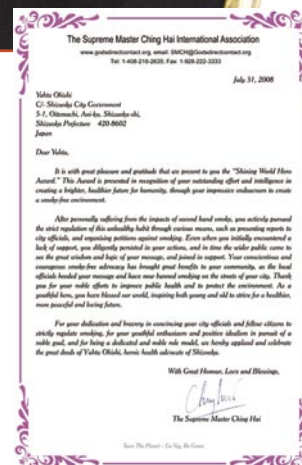 The Supreme Master Ching Hai International Association
www.godsdirectcontact.org, email: SMCH@Godsdirectcontact.org
Tel: 1-408-218-2635, Fax: 1-928-222-3333
July 31, 2008
Yahta Ohishi
C/- Shizuoka City Government
5-1, Ottemachi, Aoi-ku, Shizuoka-shi,
Shizuoka Prefecture 420-8602
Japan
Dear Yahta,
It is with great pleasure and gratitude that we present to you the "Shining World Hero
Award." This Award is presented in recognition of your outstanding effort and intelligence in
creating a brighter, healthier future for humanity, through your impressive endeavours to create
a smoke-free environment.
After personally suffering from the impacts of second hand smoke, you actively pursued
the strict regulation of this unhealthy habit through various means, such as presenting reports to
city officials, and organising petitions against smoking. Even when you initially encountered a
lack of support, you diligently persisted in your actions, and in time the wider public came to
see the great wisdom and logic of your message, and joined in support. Your conscientious and
courageous smoke-free advocacy has brought great benefits to your community, as the local
officials heeded your message and have now banned smoking on the streets of your city. Thank
you for your noble efforts to improve public health and to protect the environment. As a
youthful hero, you have blessed our world, inspiring both young and old to strive for a healthier,
more peaceful and loving future.
For your dedication and bravery in convincing your city officials and fellow citizens to
strictly regulate smoking, for your youthful enthusiasm and positive idealism in pursuit of a
noble goal, and for being a dedicated and noble role model, we hereby applaud and celebrate
the great deeds of Yahta Ohishi, heroic health advocate of Shizuoka.
With Great Honour, Love and Blessings,
The Supreme Master Ching Hai
Save The Planet - Go Veg, Be Green